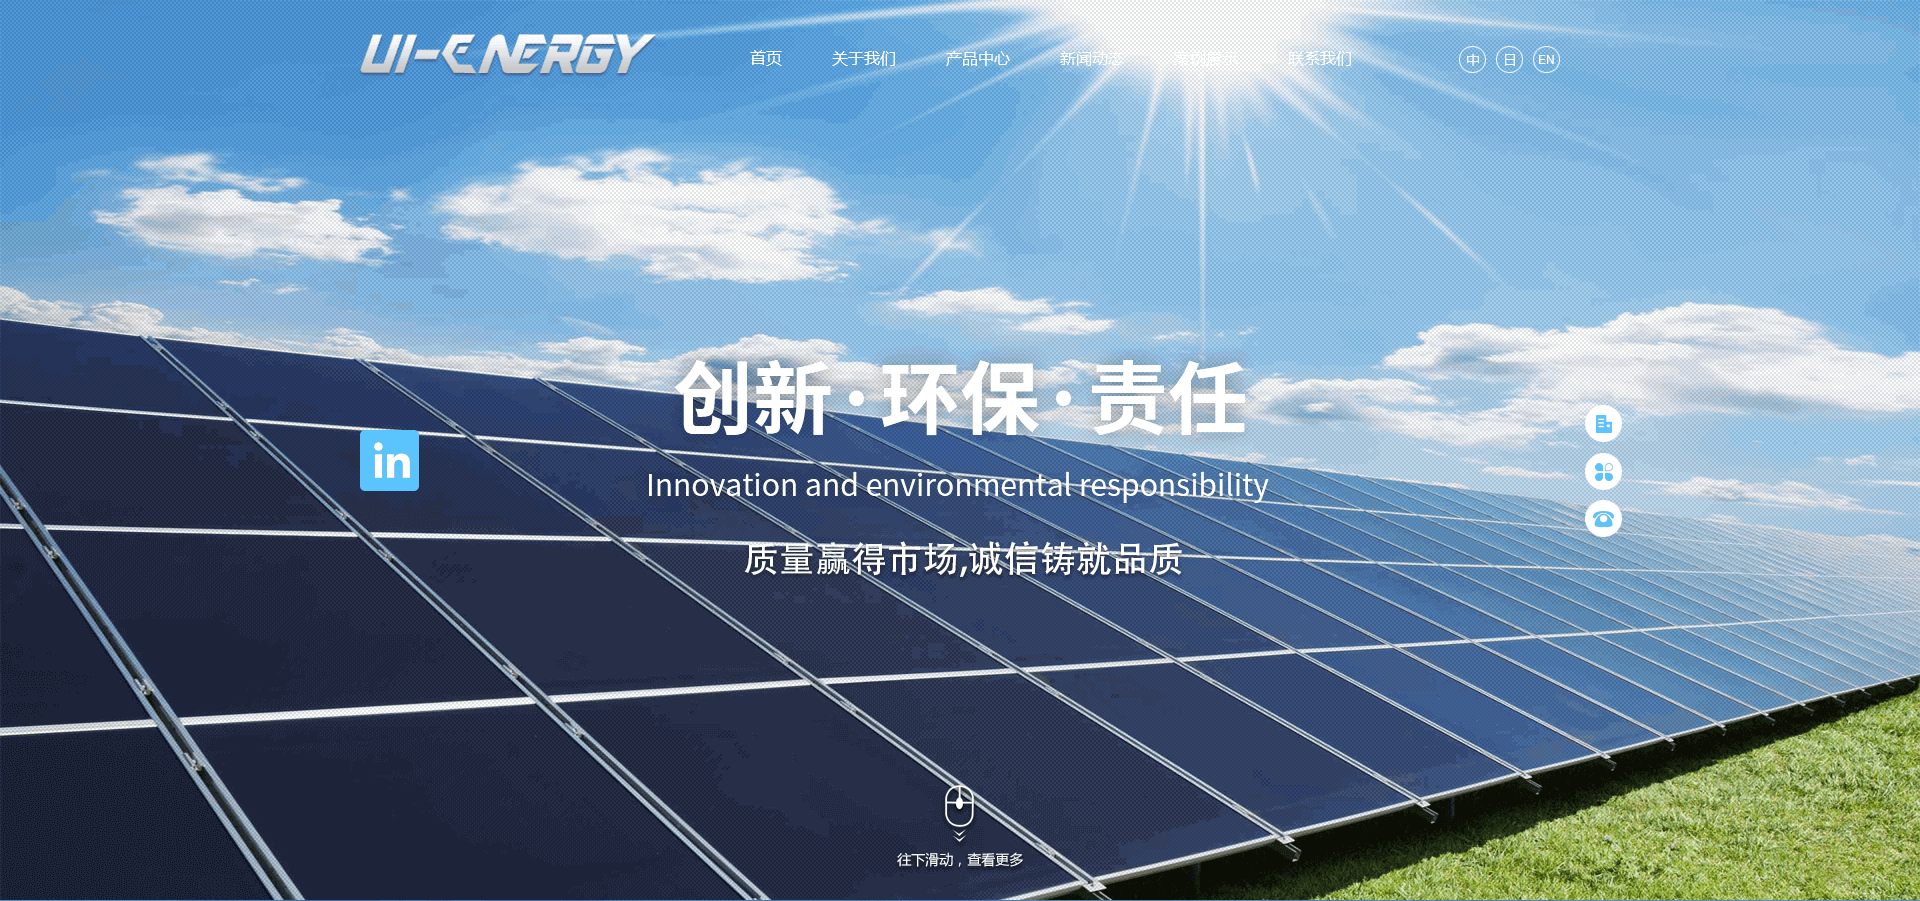 UI-ENERGY
首页
关于我们
产品中心
新闻动态
联系我们
中
日
EN
创新·环保·责任
in
Innovation and environmental responsibility
质量赢得市场,诚信铸就品质
往下滑动，查看更多